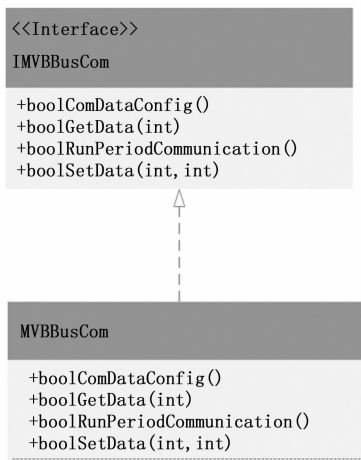 <<Interface>>
IMVBBusCom
+boolComDataConfig()
+boolGetData(int)
+boolRunPeriodCommunication()
+boolSetData(int,int)
MVBBusCom
+boolComDataConfig()
+boolGetData(int)
+boolRunPeriodCommunication()
+boolSetData(int,int)